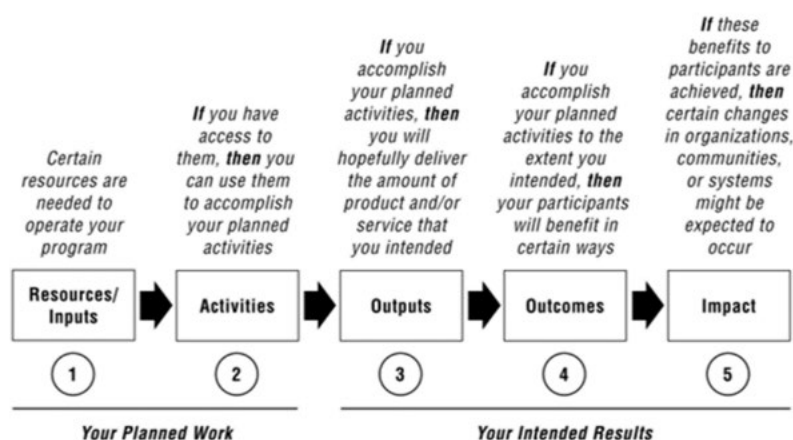 Certain
resources are
needed to
operate your
program
If you have
access to
them, then you
can use them
to accomplish
your planned
activities
If you
accomplish
your planned
activities, then
you will
hopefully deliver
the amount of
product and/or
service that
you intended
If you
accomplish
your planned
activities to the
extent you
intended, then
your participants
will benefit in
certain ways
If these
benefits to
participants are
achieved, then
certain changes
in organizations,
communities,
or systems
might be
expected to
occur
Resources/
Inputs
Activities
Outputs
Outcomes
Impact
1
2
3
4
5
Your Planned Work
Your Intended Results